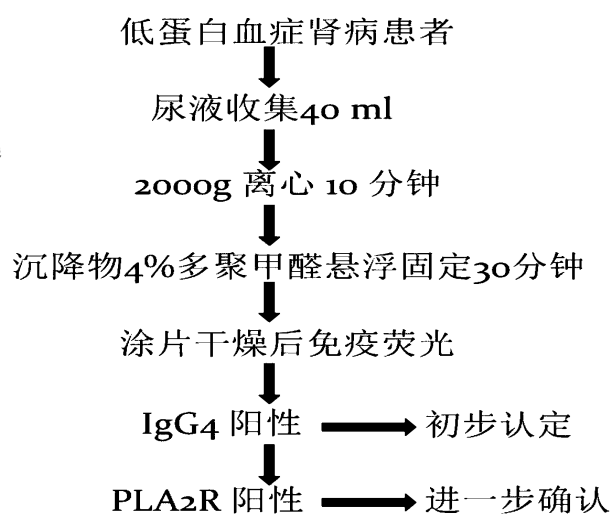 低蛋白血症肾病患者
尿液收集40 ml
2000g 离心 10 分钟
沉降物4%多聚甲醛悬浮固定30分钟
涂片干燥后免疫荧光
IgG4 阳性 初步认定
PLA2R 阳性 进一步确认